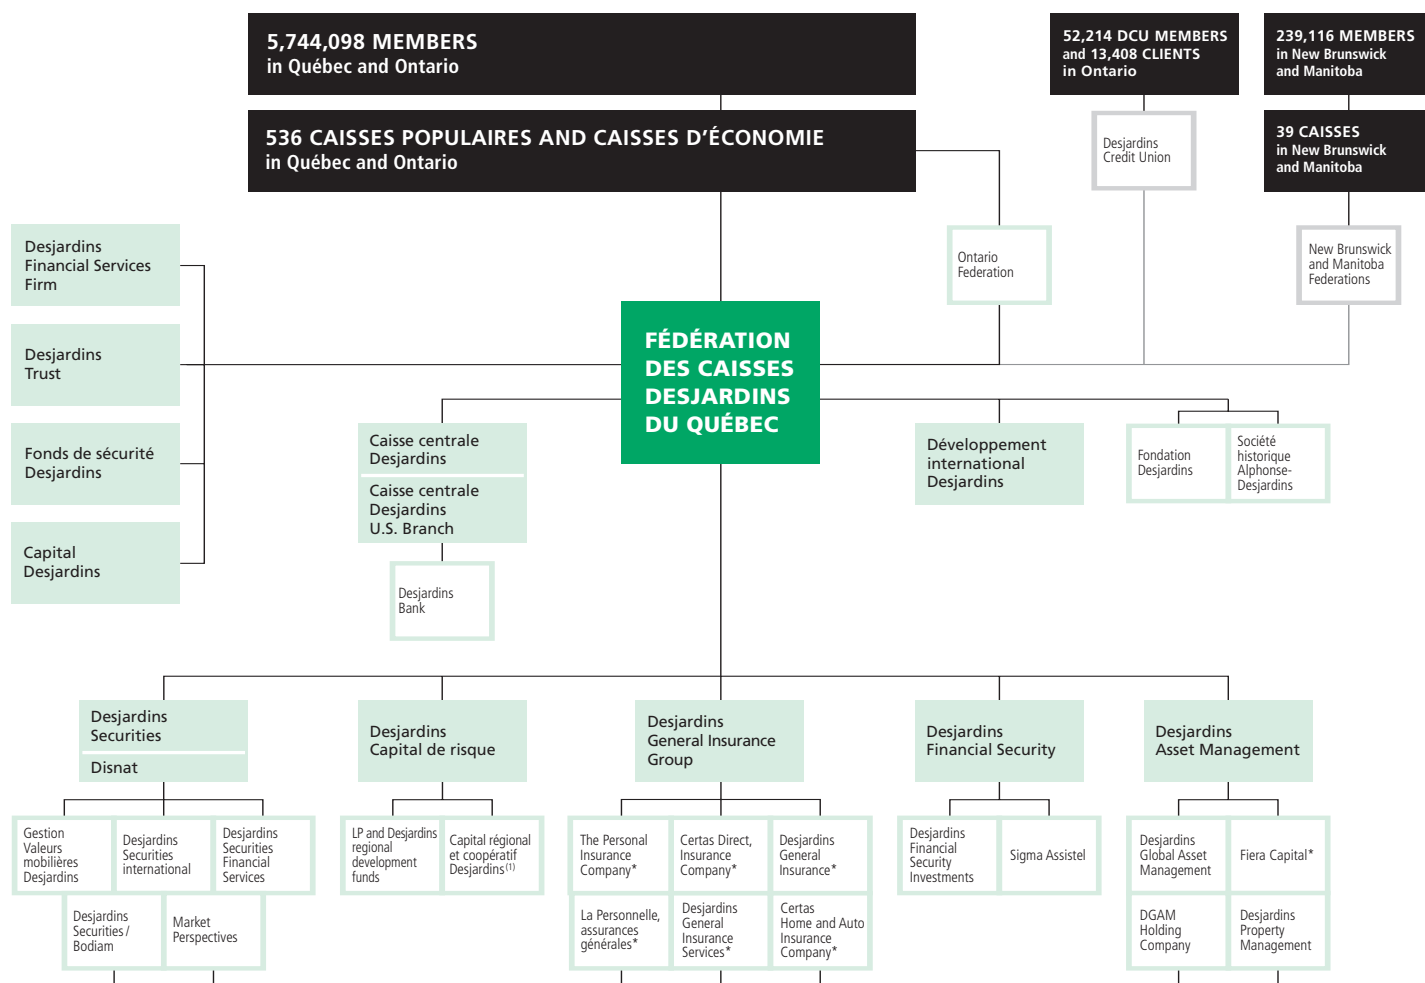 5,744,098 MEMBERS
in Québec and Ontario
52,214 DCU MEMBERS
and 13,408 CLIENTS
in Ontario
239,116 MEMBERS
in New Brunswick
and Manitoba
536 CAISSES POPULAIRES AND CAISSES D'ÉCONOMIE
in Québec and Ontario
Desjardins
Credit Union
39 CAISSES
in New Brunswick
and Manitoba
Desjardins
Financial Services
Firm
Ontario
Federation
New Brunswick
and Manitoba
Federations
Desjardins
Trust
FÉDÉRATION
DES CAISSES
DESJARDINS
DU QUÉBEC
Fonds de sécurité
Desjardins
Capital
Desjardins
Caisse centrale
Desjardins
Caisse centrale
Desjardins
U.S. Branch
Desjardins
Bank
Développement
international
Desjardins
Fondation
Desjardins
Société
historique
Alphonse-
Desjardins
Desjardins
Securities
Disnat
Desjardins
Capital de risque
Desjardins
General Insurance
Group
Desjardins
Financial Security
Desjardins
Asset Management
Gestion
Valeurs
mobilières
Desjardins
Desjardins
Securities
international
Desjardins
Securities
Financial
Services
Desjardins
Securities /
Bodiam
Market
Perspectives
LP and Desjardins
regional
development
funds
Capital régional
et coopératif
Desjardins(1)
The Personal
Insurance
Company*
Certas Direct,
Insurance
Company*
Desjardins
General
Insurance*
La Personnelle,
assurances
générales*
Desjardins
General
Insurance
Services*
Certas
Home and Auto
Insurance
Company*
Desjardins
Financial
Security
Investments
Sigma Assistel
Desjardins
Global Asset
Management
Fiera Capital*
DGAM
Holding
Company
Desjardins
Property
Management